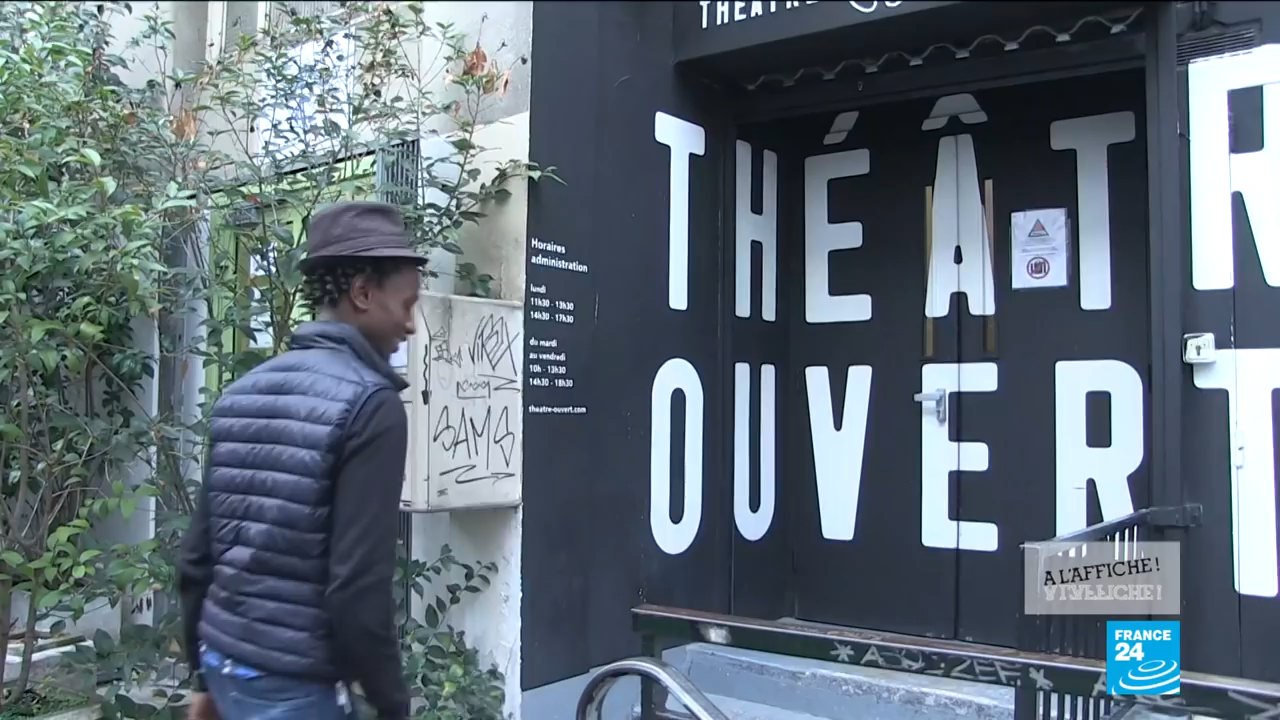 THÉÂTRE
THÉÂTR
OUVERT
Horaires
administration
lundi
11h30 - 13h30
14h30 - 17h30
du mardi
au vendredi
10h - 13h30
14h30 - 18h30
theatre-ouvert.com
SAMS
A L'AFFICHE!
FRANCE
24